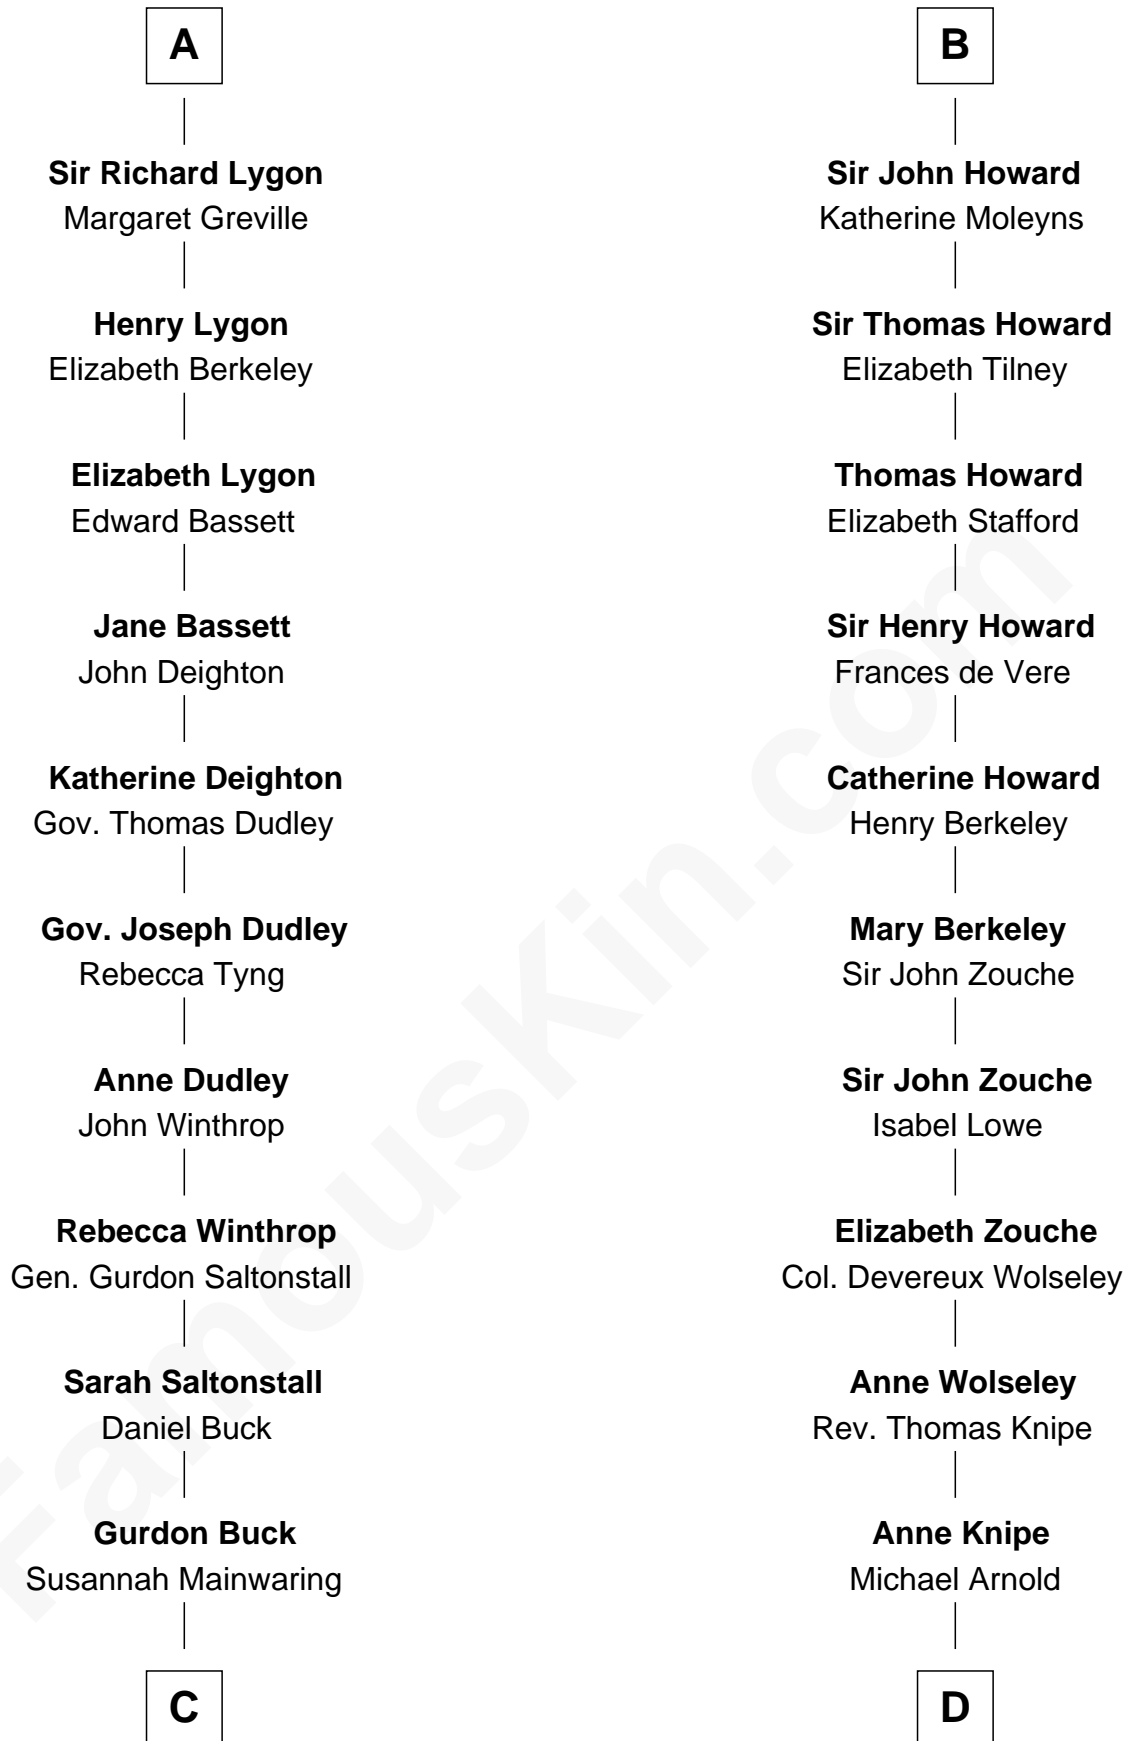 A
Sir Richard Lygon
Margaret Greville
Henry Lygon
Elizabeth Berkeley
Elizabeth Lygon
Edward Bassett
Jane Bassett
John Deighton
Katherine Deighton
Gov. Thomas Dudley
Gov. Joseph Dudley
Rebecca Tyng
Anne Dudley
John Winthrop
Rebecca Winthrop
Gen. Gurdon Saltonstall
Sarah Saltonstall
Daniel Buck
Gurdon Buck
Susannah Mainwaring
C
B
Sir John Howard
Katherine Moleyns
Sir Thomas Howard
Elizabeth Tilney
Thomas Howard
Elizabeth Stafford
Sir Henry Howard
Frances de Vere
Catherine Howard
Henry Berkeley
Mary Berkeley
Sir John Zouche
Sir John Zouche
Isabel Lowe
Elizabeth Zouche
Col. Devereux Wolseley
Anne Wolseley
Rev. Thomas Knipe
Anne Knipe
Michael Arnold
D
FamousKin.com